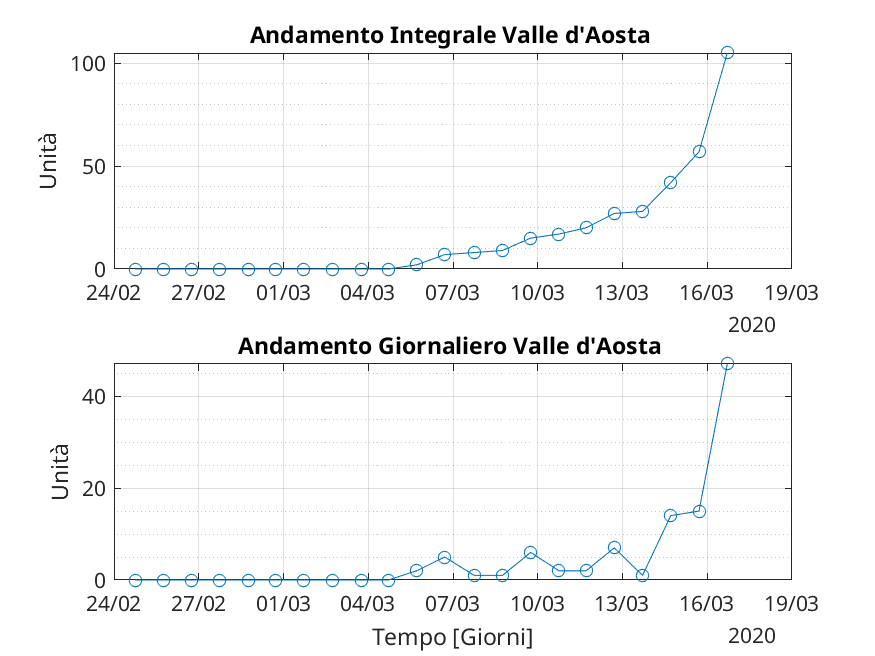 Andamento Integrale Valle d'Aosta
100
50
0
Unità
24/02 27/02 01/03 04/03 07/03 10/03 13/03 16/03 19/03
2020
Andamento Giornaliero Valle d'Aosta
40
20
0
Unità
24/02 27/02 01/03 04/03 07/03 10/03 13/03 16/03 19/03
Tempo [Giorni]
2020